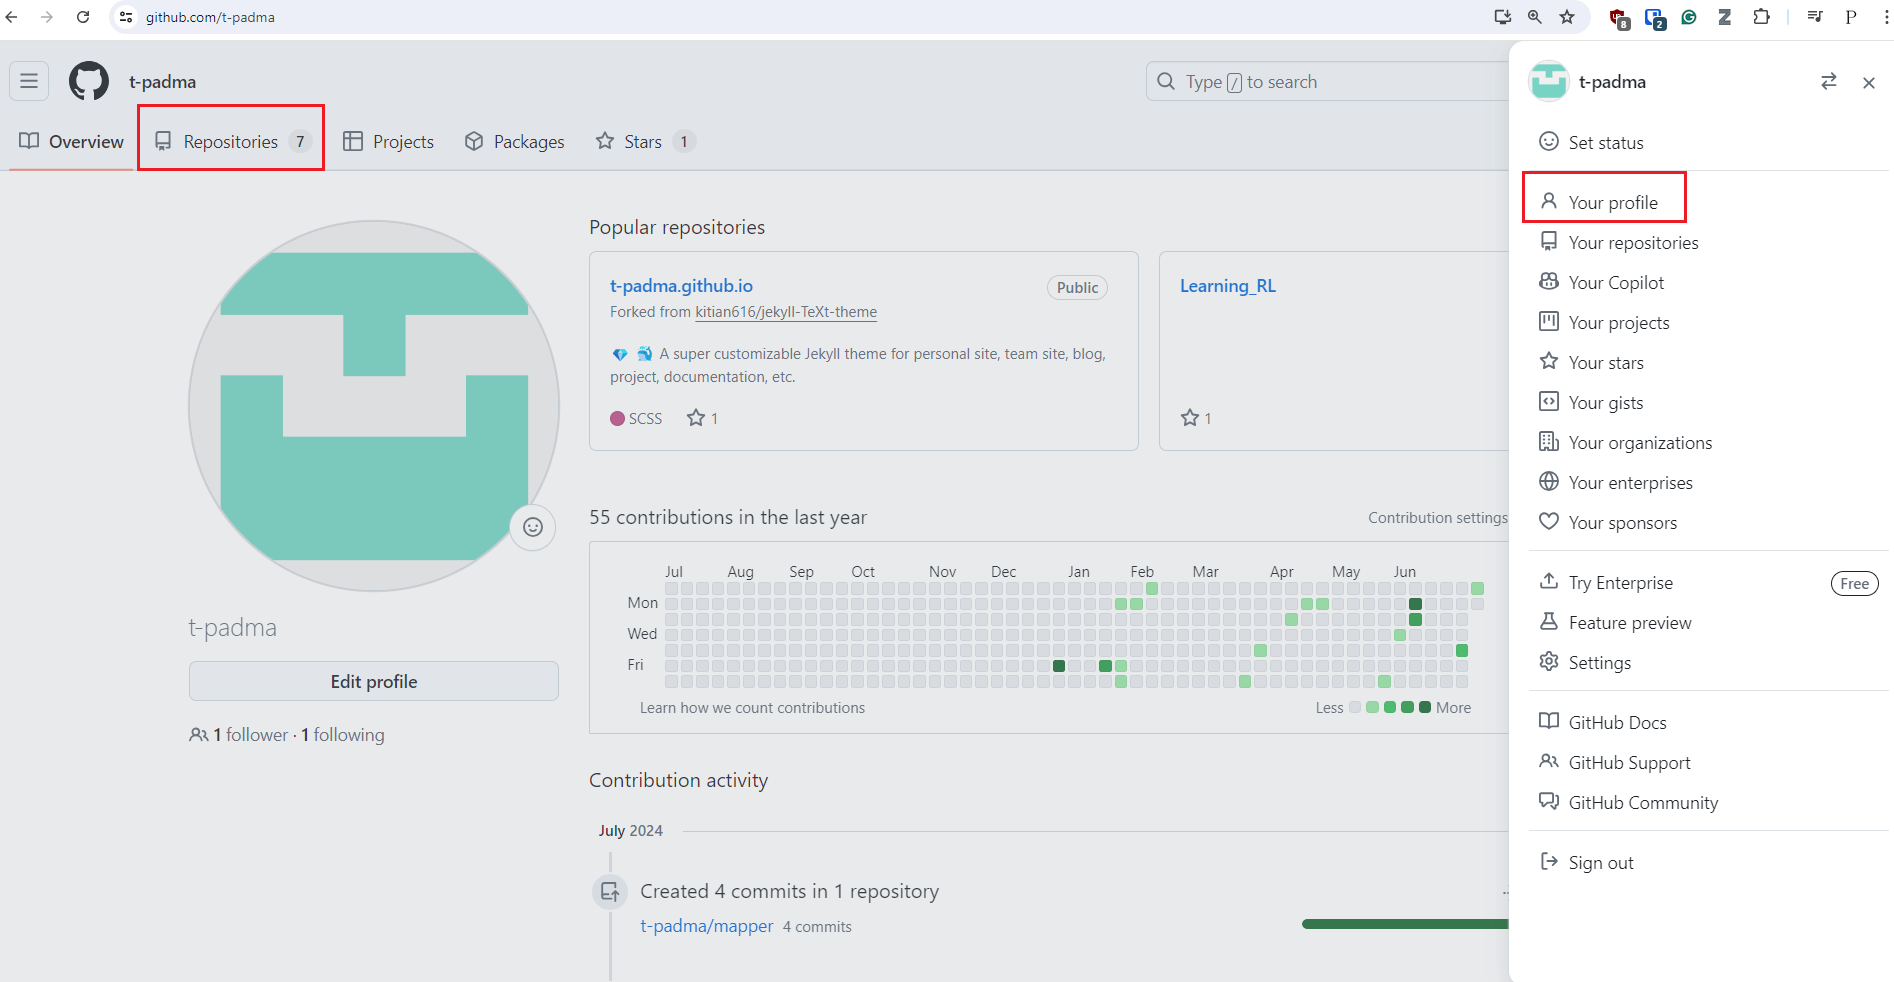 github.com/t-padma
8
2
P
t-padma
Type / to search
Overview
Repositories 7
Projects
Packages
Stars 1
Popular repositories
t-padma.github.io
Public
Forked from kitian616/jekyll-TeXt-theme
💎 🐳 A super customizable Jekyll theme for personal site, team site, blog,
project, documentation, etc.
SCSS 1
Learning_RL
1
t-padma
Edit profile
1 follower · 1 following
55 contributions in the last year
Contribution settings
Jul Aug Sep Oct Nov Dec Jan Feb Mar Apr May Jun
Mon
Wed
Fri
Learn how we count contributions
Less More
Contribution activity
July 2024
Created 4 commits in 1 repository
t-padma/mapper 4 commits
t-padma
Set status
Your profile
Your repositories
Your Copilot
Your projects
Your stars
Your gists
Your organizations
Your enterprises
Your sponsors
Try Enterprise Free
Feature preview
Settings
GitHub Docs
GitHub Support
GitHub Community
Sign out